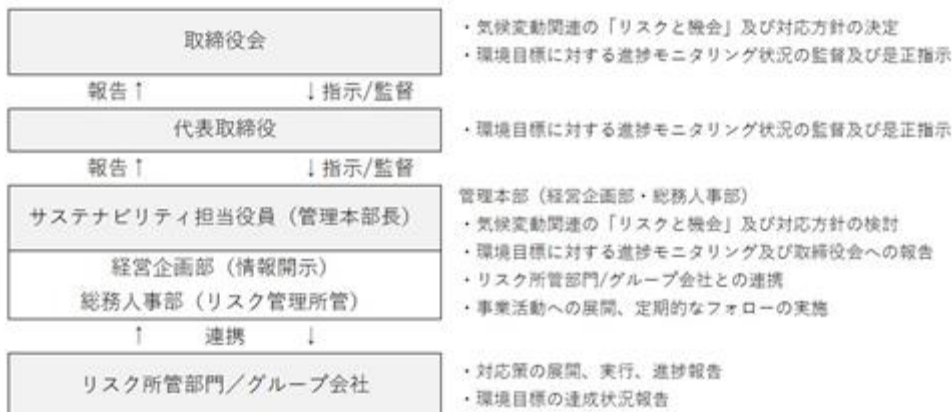 取締役会
・気候変動関連の「リスクと機会」及び対応方針の決定
・環境目標に対する進捗モニタリング状況の監督及び是正指示
報告↑ ↓指示/監督
代表取締役
・環境目標に対する進捗モニタリング状況の監督及び是正指示
報告↑ ↓指示/監督
サステナビリティ担当役員（管理本部長）
経営企画部（情報開示）
総務人事部（リスク管理所管）
管理本部（経営企画部・総務人事部）
・気候変動関連の「リスクと機会」及び対応方針の検討
・環境目標に対する進捗モニタリング及び取締役会への報告
・リスク所管部門/グループ会社との連携
・事業活動への展開、定期的なフォローの実施
↑ 連携 ↓
リスク所管部門／グループ会社
・対応策の展開、実行、進捗報告
・環境目標の達成状況報告